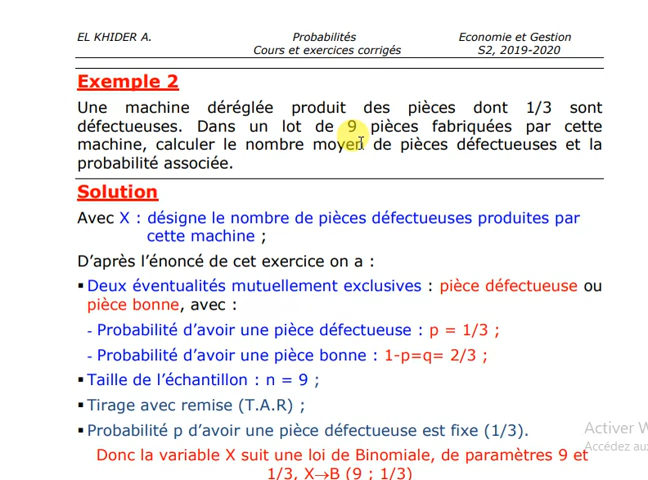 EL KHIDER A. Probabilités Economie et Gestion
Cours et exercices corrigés S2, 2019-2020
Exemple 2
Une machine déréglée produit des pièces dont 1/3 sont
défectueuses. Dans un lot de 9 pièces fabriquées par cette
machine, calculer le nombre moyen de pièces défectueuses et la
probabilité associée.
Solution
Avec X : désigne le nombre de pièces défectueuses produites par
cette machine ;
D'après l'énoncé de cet exercice on a :
▪ Deux éventualités mutuellement exclusives : pièce défectueuse ou
pièce bonne, avec :
- Probabilité d'avoir une pièce défectueuse : p = 1/3 ;
- Probabilité d'avoir une pièce bonne : 1-p=q= 2/3 ;
▪ Taille de l'échantillon : n = 9 ;
▪ Tirage avec remise (T.A.R) ;
▪ Probabilité p d'avoir une pièce défectueuse est fixe (1/3).
Donc la variable X suit une loi de Binomiale, de paramètres 9 et
1/3, X→B (9 ; 1/3)
Activer W
Accédez au